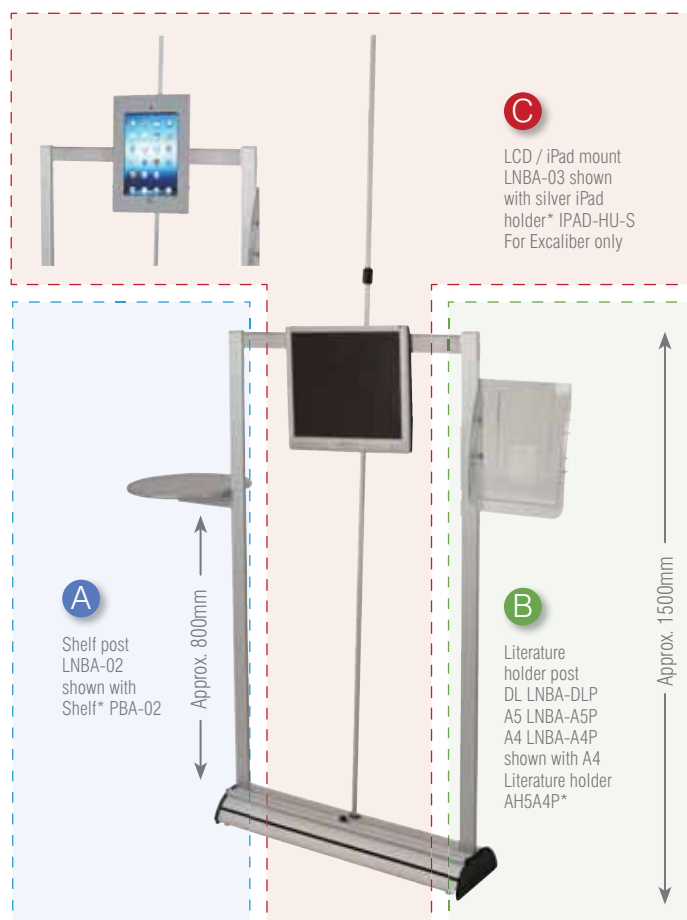 C
LCD / iPad mount
LNBA-03 shown
with silver iPad
holder* IPAD-HU-S
For Excaliber only
A
Shelf post
LNBA-02
shown with
Shelf* PBA-02
Approx. 800mm
B
Literature
holder post
DL LNBA-DLP
A5 LNBA-A5P
A4 LNBA-A4P
shown with A4
Literature holder
AH5A4P*
Approx. 1500mm